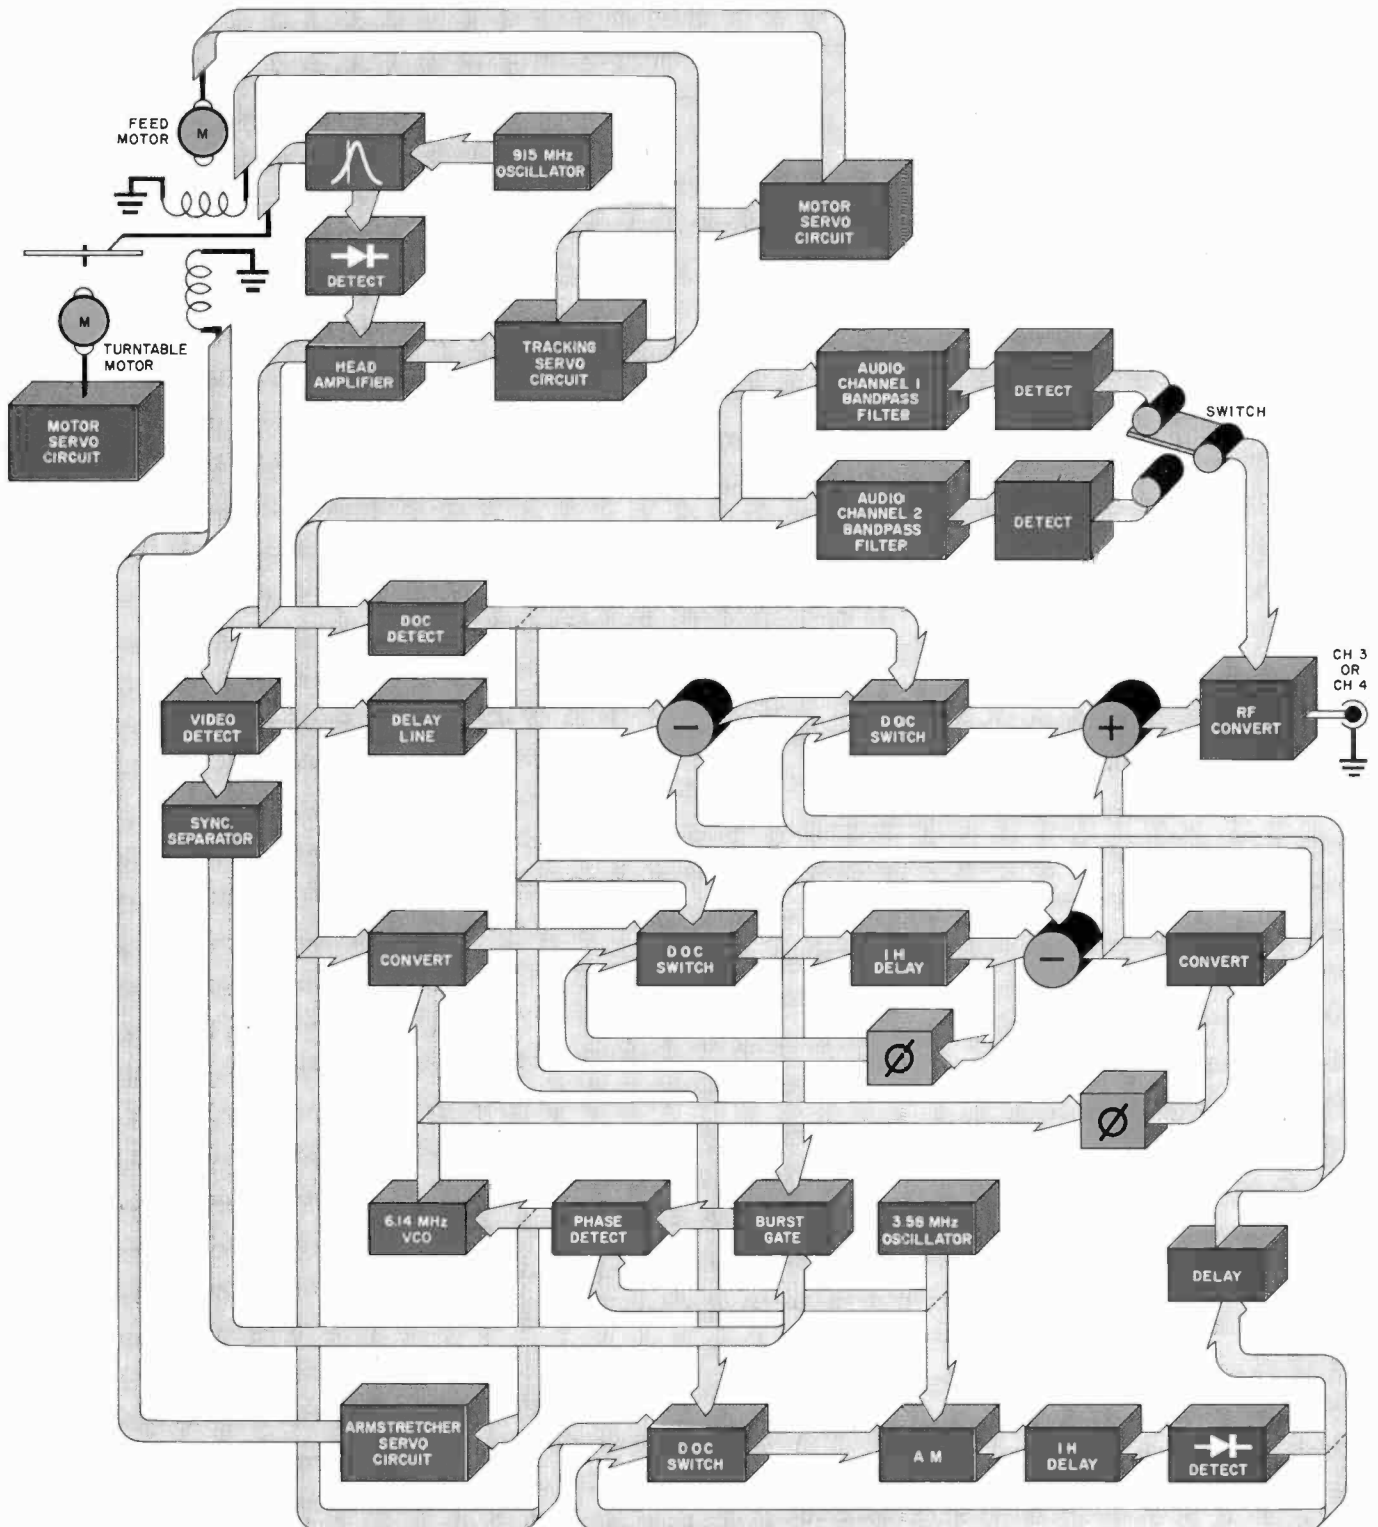 FEED
MOTOR
M
915 MHz
OSCILLATOR
MOTOR
SERVO
CIRCUIT
DETECT
M
TURNTABLE
MOTOR
HEAD
AMPLIFIER
TRACKING
SERVO
CIRCUIT
MOTOR
SERVO
CIRCUIT
AUDIO
CHANNEL 1
BANDPASS
FILTER
DETECT
SWITCH
AUDIO
CHANNEL 2
BANDPASS
FILTER
DETECT
DOC
DETECT
CH 3
OR
CH 4
VIDEO
DETECT
DELAY
LINE
−
DOC
SWITCH
+
RF
CONVERT
SYNC.
SEPARATOR
CONVERT
DOC
SWITCH
1H
DELAY
−
CONVERT
Ø
Ø
6.14 MHz
VCO
PHASE
DETECT
BURST
GATE
3.58 MHz
OSCILLATOR
DELAY
ARMSTRETCHER
SERVO
CIRCUIT
DOC
SWITCH
AM
1H
DELAY
DETECT